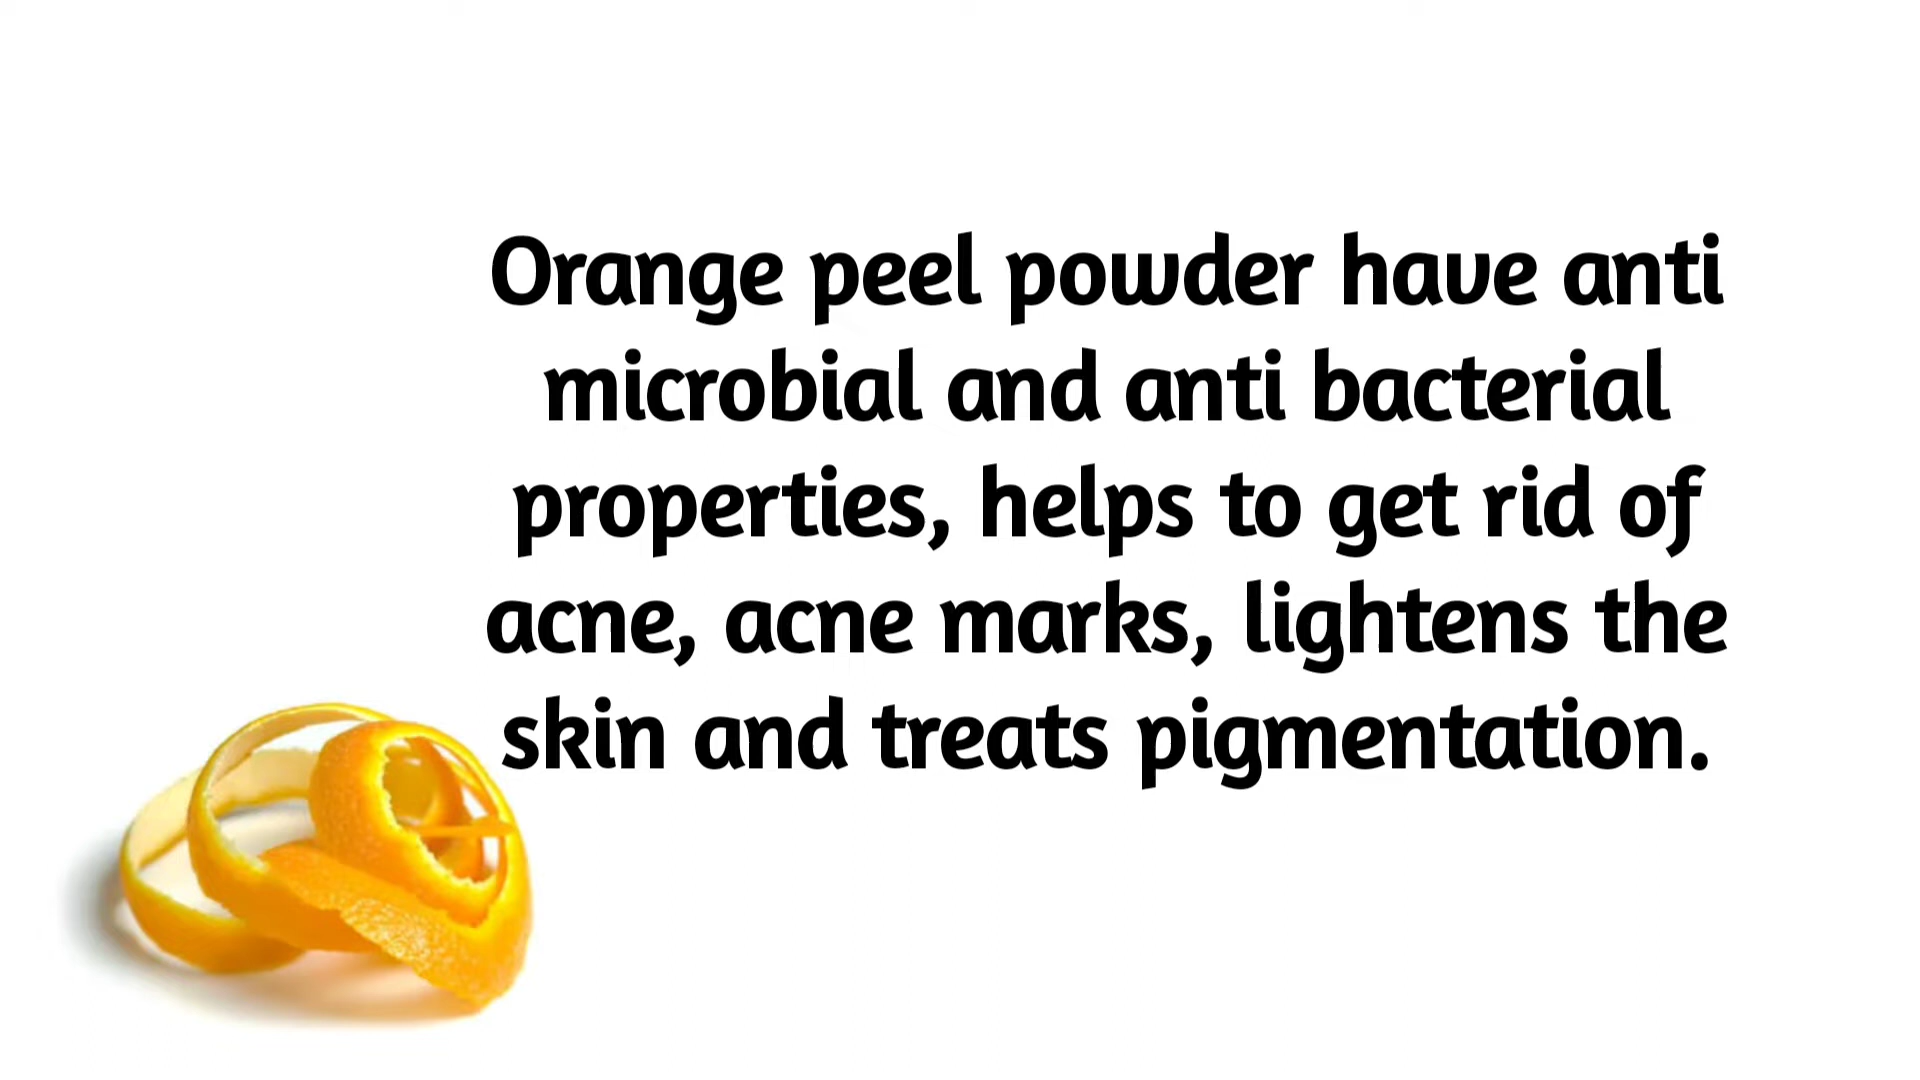 Orange peel powder have anti
microbial and anti bacterial
properties, helps to get rid of
acne, acne marks, lightens the
skin and treats pigmentation.